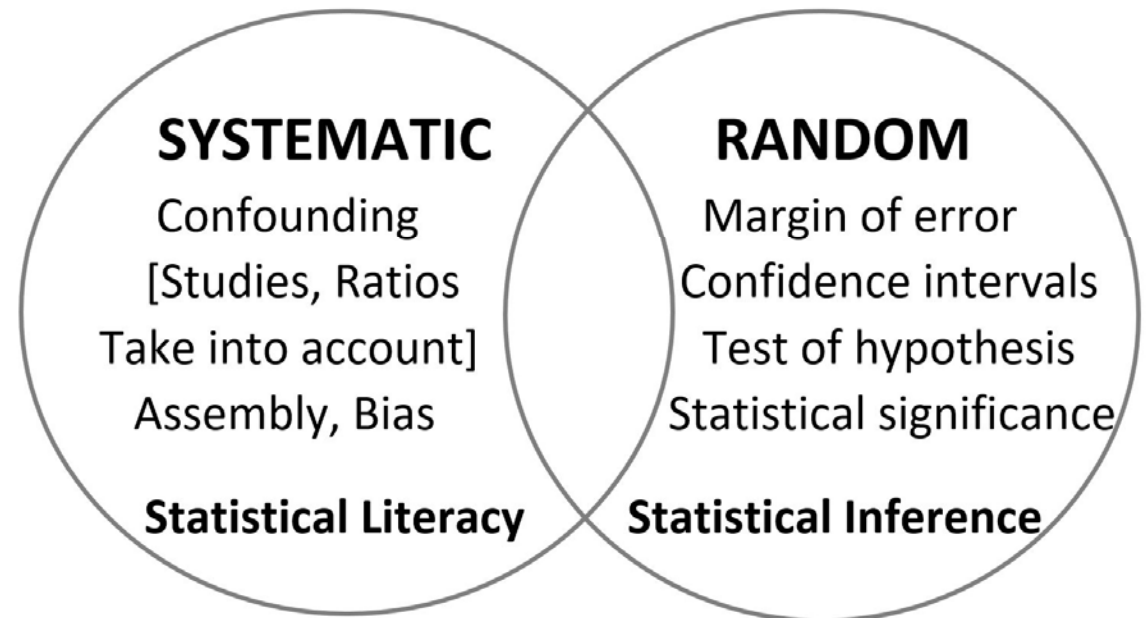 SYSTEMATIC
Confounding
[Studies, Ratios
Take into account]
Assembly, Bias
Statistical Literacy
RANDOM
Margin of error
Confidence intervals
Test of hypothesis
Statistical significance
Statistical Inference